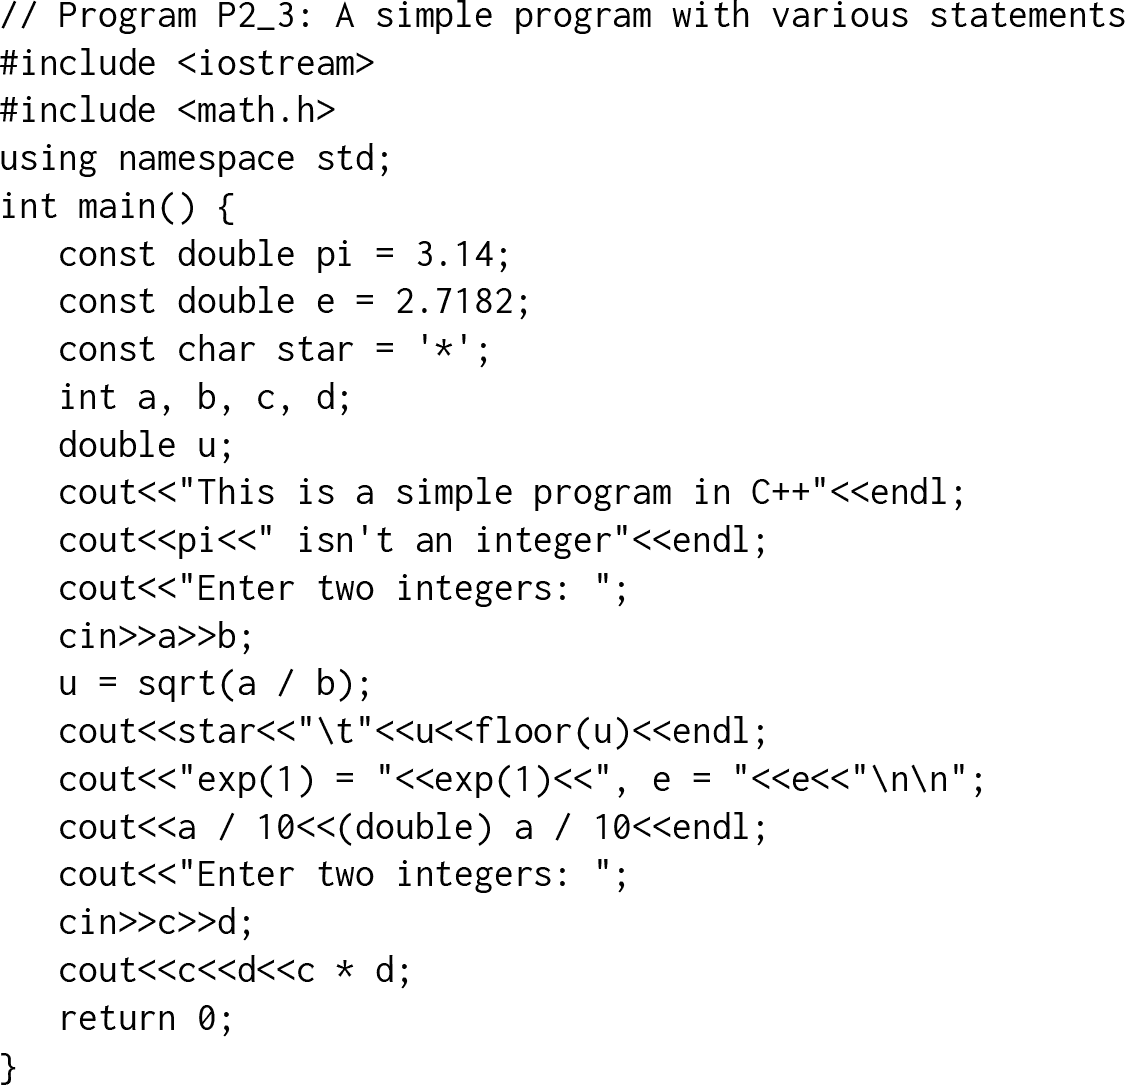 // Program P2_3: A simple program with various statements
#include <iostream>
#include <math.h>
using namespace std;
int main() {
   const double pi = 3.14;
   const double e = 2.7182;
   const char star = '*';
   int a, b, c, d;
   double u;
   cout<<"This is a simple program in C++"<<endl;
   cout<<pi<<" isn't an integer"<<endl;
   cout<<"Enter two integers: ";
   cin>>a>>b;
   u = sqrt(a / b);
   cout<<star<<"\t"<<u<<floor(u)<<endl;
   cout<<"exp(1) = "<<exp(1)<<", e = "<<e<<"\n\n";
   cout<<a / 10<<(double) a / 10<<endl;
   cout<<"Enter two integers: ";
   cin>>c>>d;
   cout<<c<<d<<c * d;
   return 0;
}